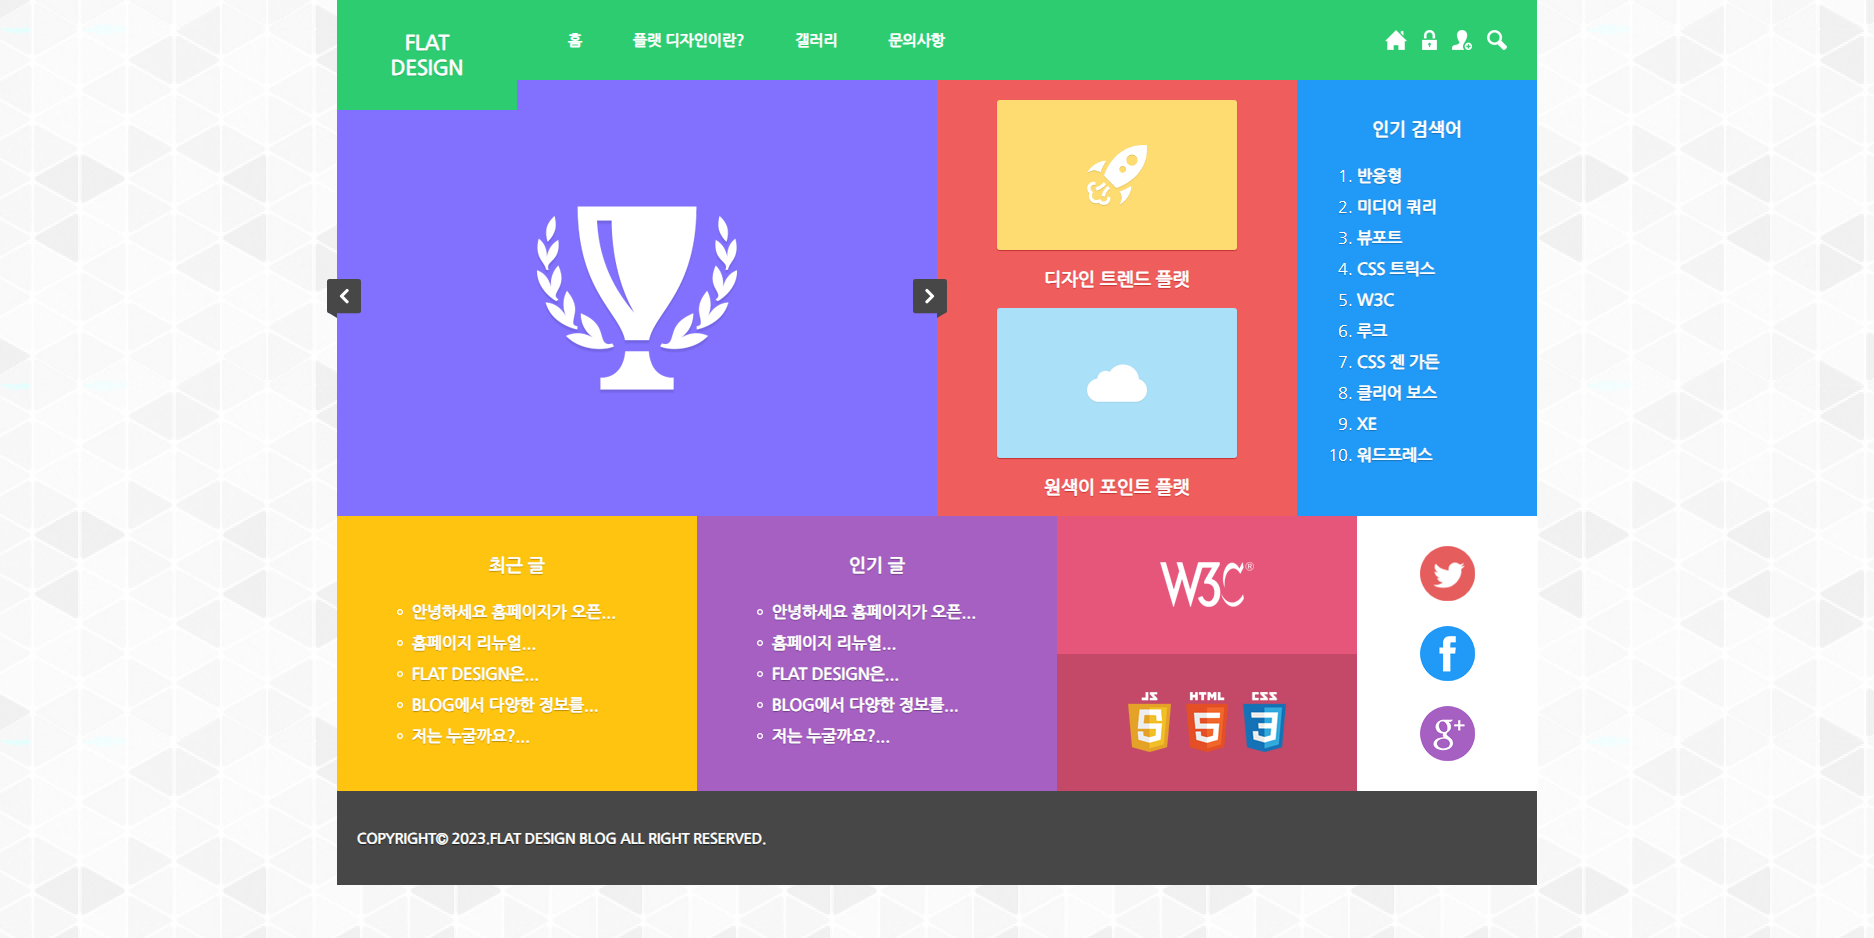 FLAT
DESIGN
홈
플랫 디자인이란?
갤러리
문의사항
디자인 트렌드 플랫
원색이 포인트 플랫
인기 검색어
1. 반응형
2. 미디어 쿼리
3. 뷰포트
4. CSS 트릭스
5. W3C
6. 루크
7. CSS 젠 가든
8. 클리어 보스
9. XE
10. 워드프레스
최근 글
안녕하세요 홈페이지가 오픈...
홈페이지 리뉴얼...
FLAT DESIGN은...
BLOG에서 다양한 정보를...
저는 누굴까요?...
인기 글
안녕하세요 홈페이지가 오픈...
홈페이지 리뉴얼...
FLAT DESIGN은...
BLOG에서 다양한 정보를...
저는 누굴까요?...
W3C®
JS HTML CSS
5 5 3
g+
COPYRIGHT© 2023.FLAT DESIGN BLOG ALL RIGHT RESERVED.